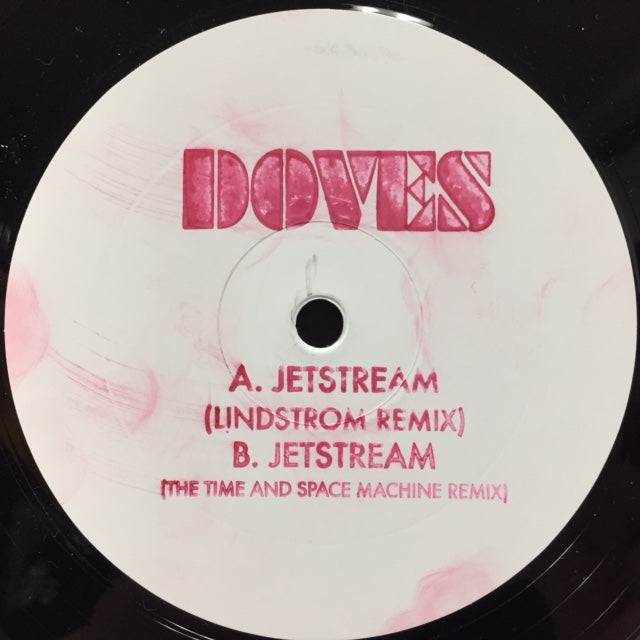 DOVES
A. JETSTREAM
(LINDSTROM REMIX)
B. JETSTREAM
(THE TIME AND SPACE MACHINE REMIX)